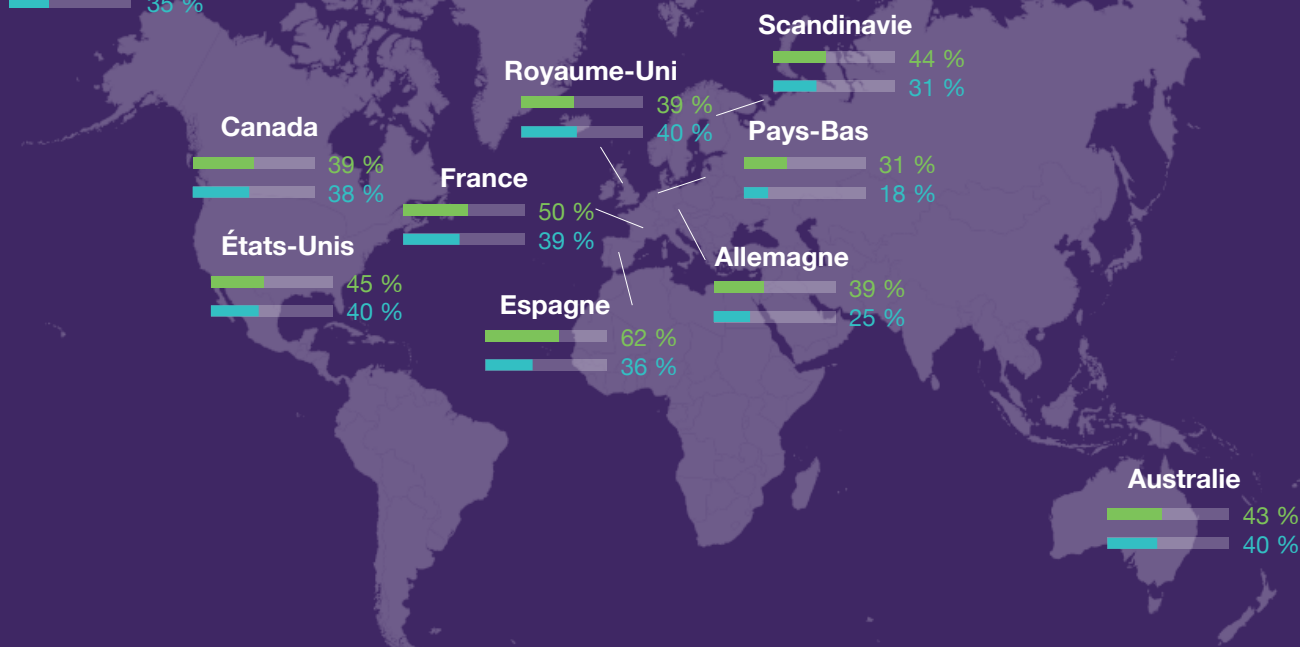 35 %
Scandinavie
44 %
31 %
Royaume-Uni
39 %
40 %
Canada
39 %
38 %
Pays-Bas
31 %
18 %
France
50 %
39 %
États-Unis
45 %
40 %
Allemagne
39 %
25 %
Espagne
62 %
36 %
Australie
43 %
40 %